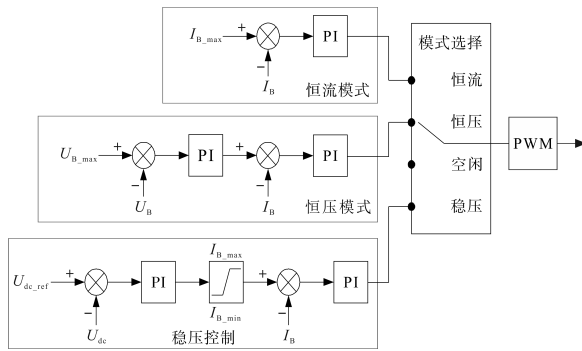 I_B_max
+
−
PI
I_B
恒流模式
U_B_max
+
−
PI
+
−
PI
U_B
I_B
恒压模式
U_dc_ref
+
−
PI
I_B_max
I_B_min
+
−
PI
U_dc
I_B
稳压控制
模式选择
恒流
恒压
空闲
稳压
PWM